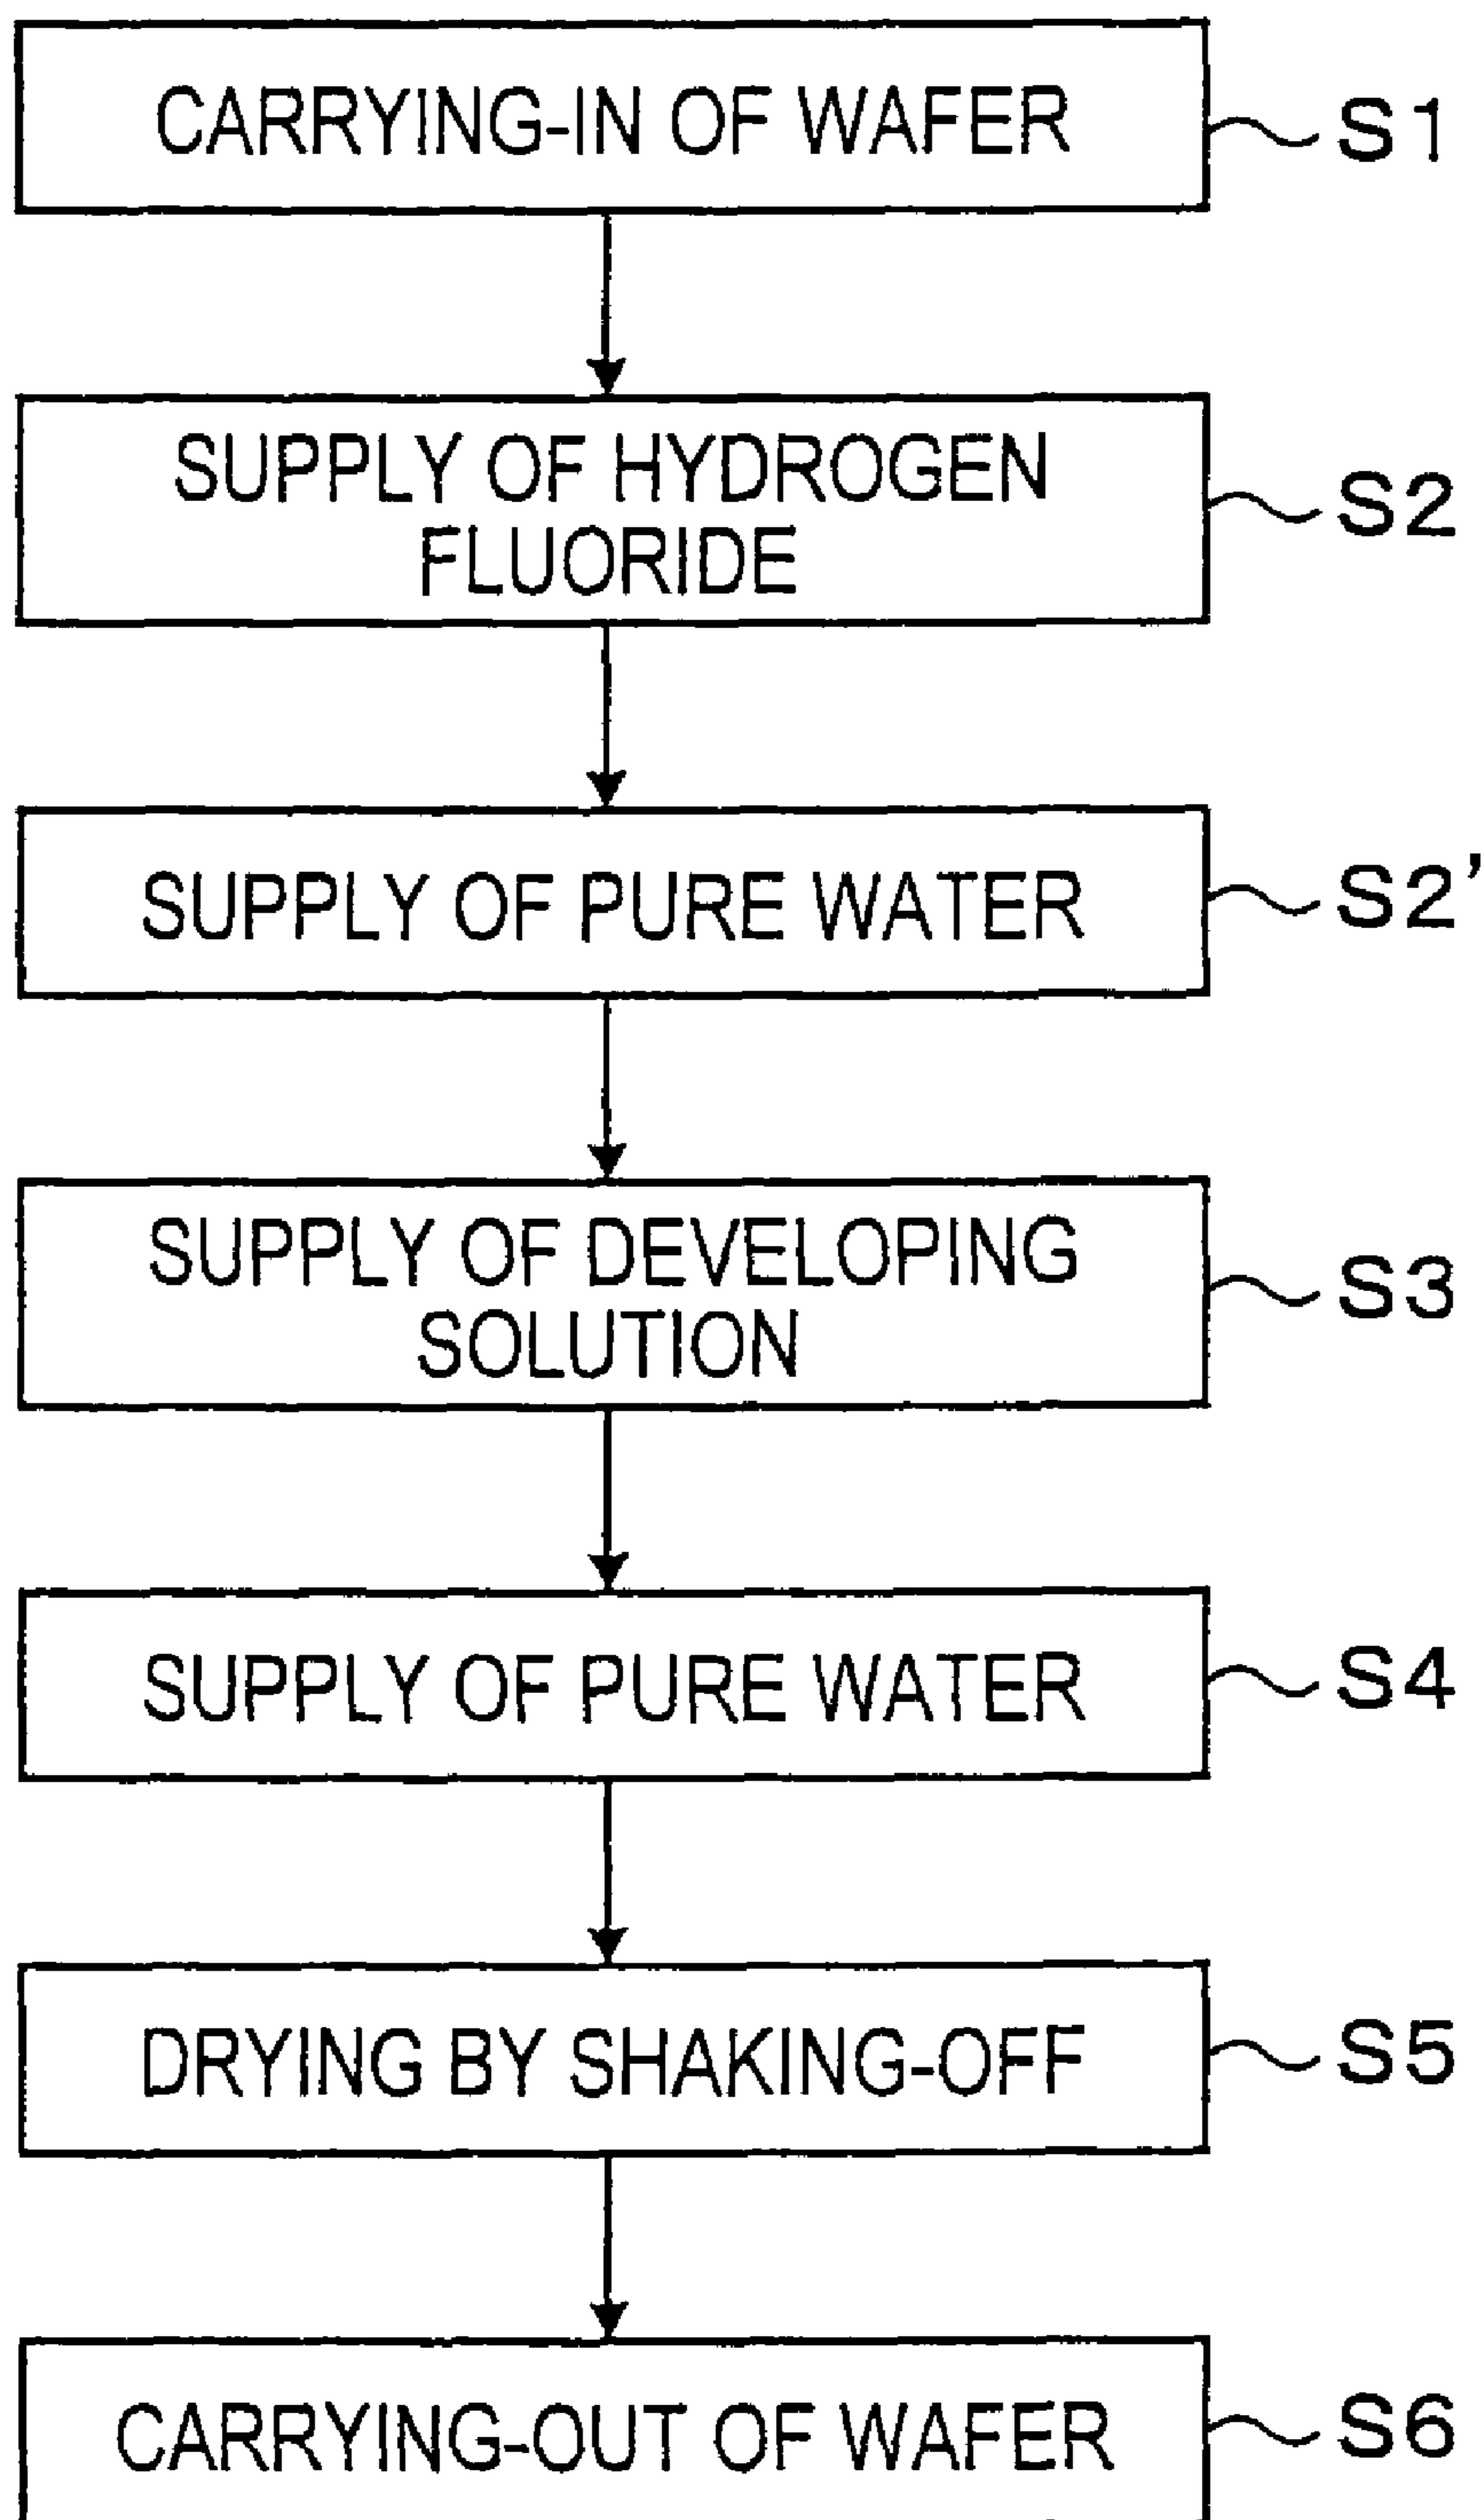 CARRYING-IN OF WAFER
S1
SUPPLY OF HYDROGEN
FLUORIDE
S2
SUPPLY OF PURE WATER
S2'
SUPPLY OF DEVELOPING
SOLUTION
S3
SUPPLY OF PURE WATER
S4
DRYING BY SHAKING-OFF
S5
CARRYING-OUT OF WAFER
S6